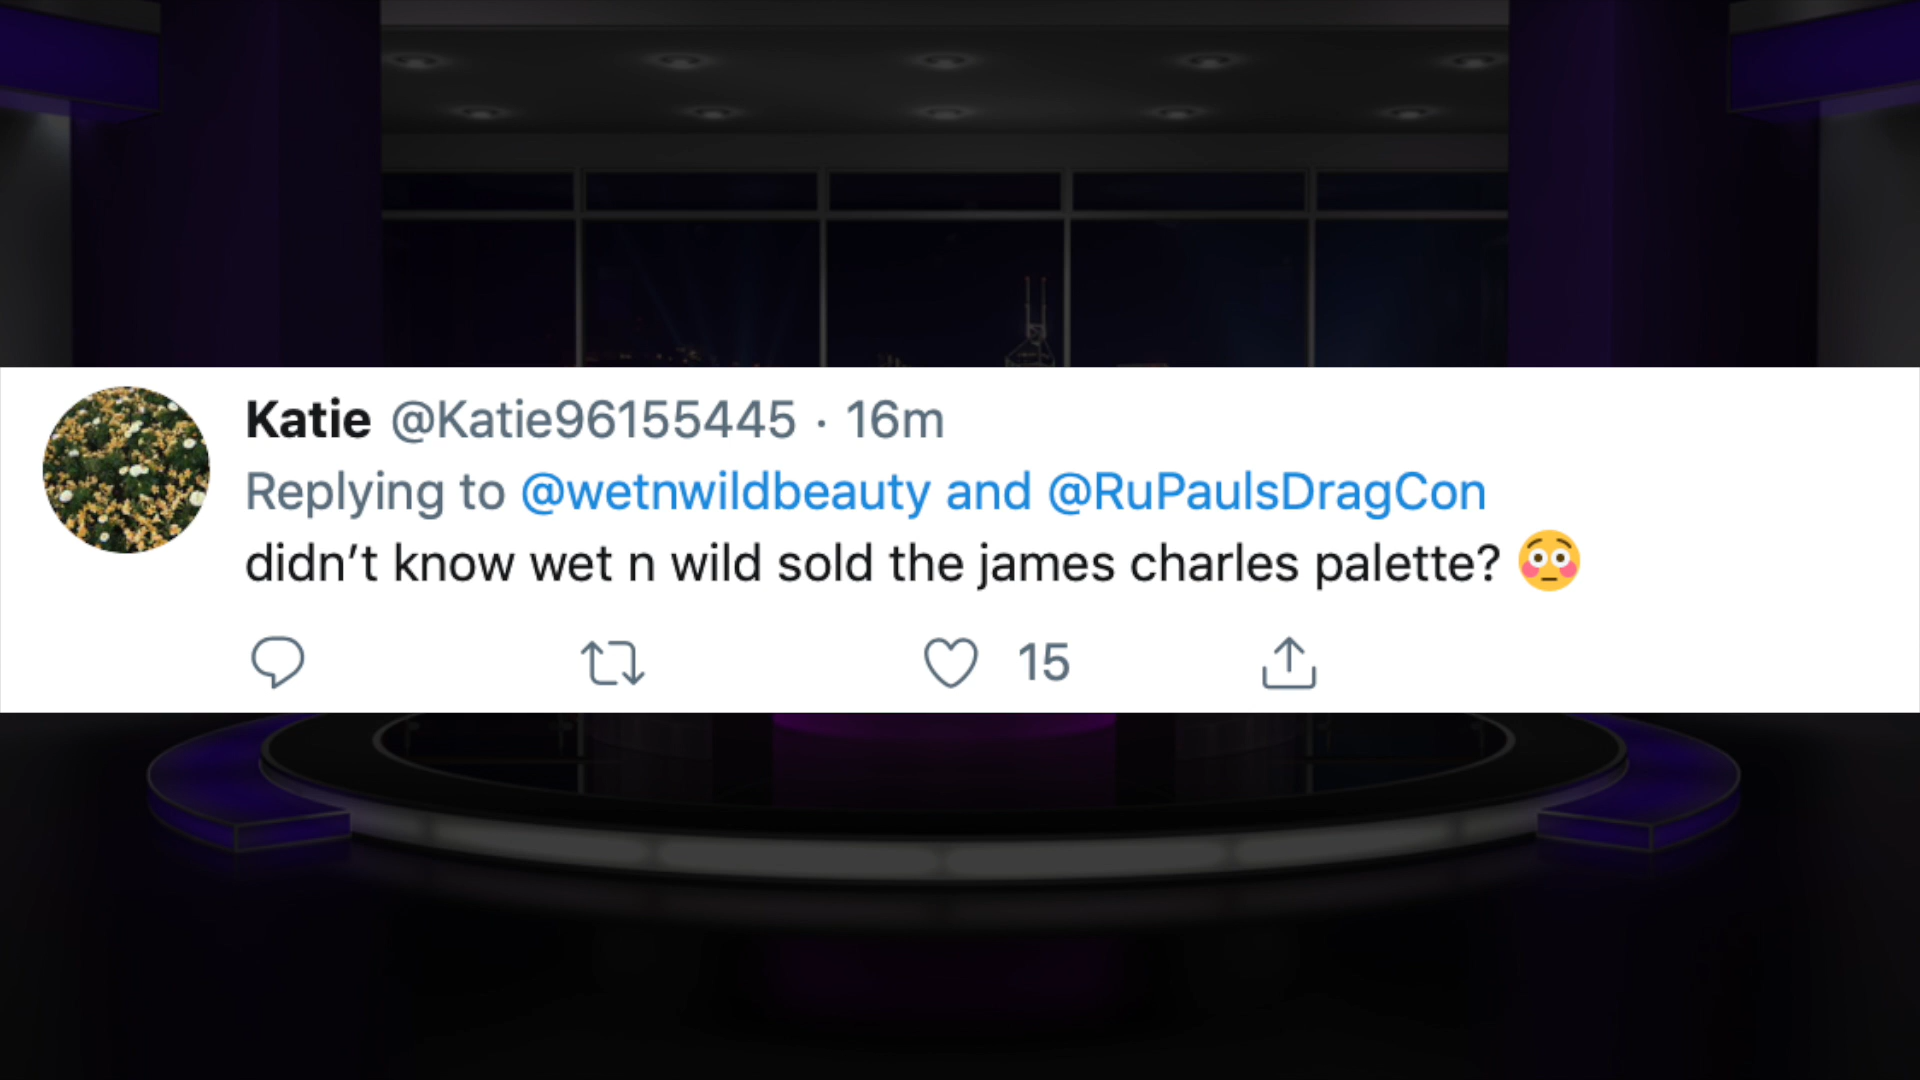 Katie @Katie96155445 · 16m
Replying to @wetnwildbeauty and @RuPaulsDragCon
didn’t know wet n wild sold the james charles palette? 😳
15